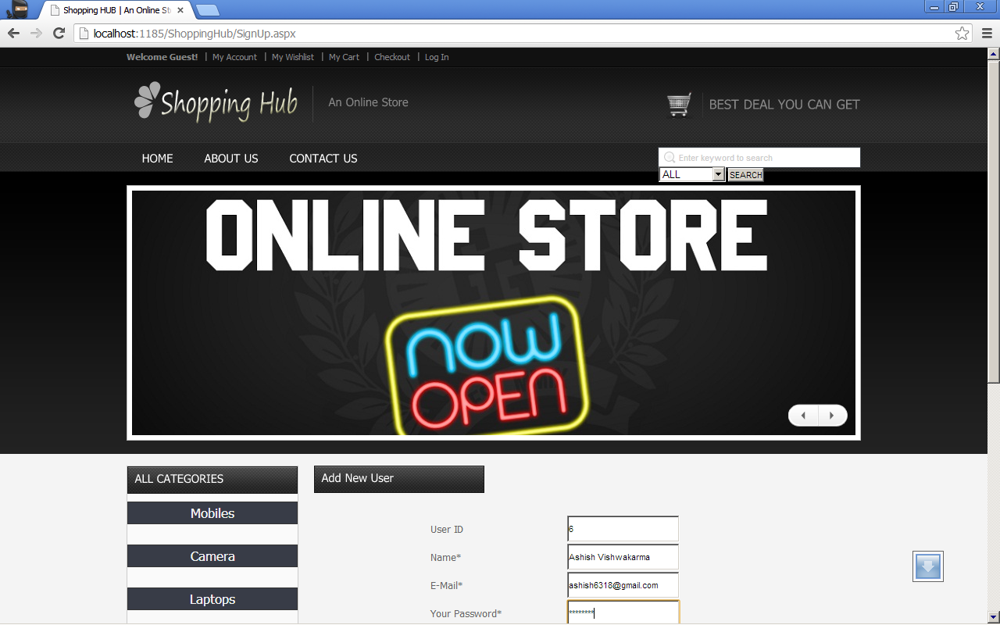 Shopping HUB | An Online St
localhost:1185/ShoppingHub/SignUp.aspx
Welcome Guest! | My Account | My Wishlist | My Cart | Checkout | Log In
Shopping Hub
An Online Store
BEST DEAL YOU CAN GET
HOME ABOUT US CONTACT US
Enter keyword to search
ALL SEARCH
ONLINE STORE
NOW
OPEN
ALL CATEGORIES
Mobiles
Camera
Laptops
Add New User
User ID 6
Name* Ashish Vishwakarma
E-Mail* ashish6318@gmail.com
Your Password* ********